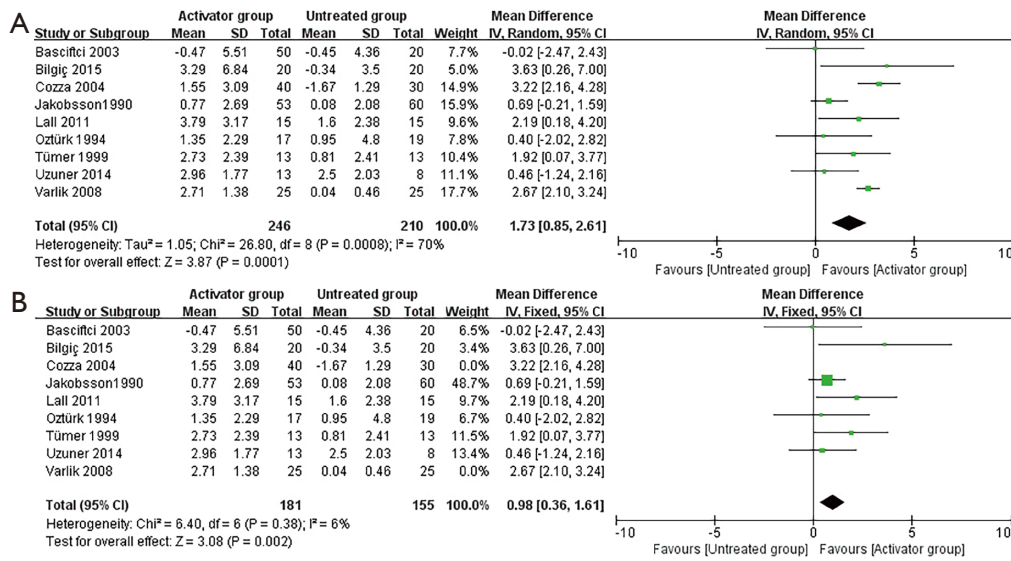 A
Activator group Untreated group Mean Difference Mean Difference
Study or Subgroup Mean SD Total Mean SD Total Weight IV, Random, 95% CI IV, Random, 95% CI
Basciftci 2003 -0.47 5.51 50 -0.45 4.36 20 7.7% -0.02 [-2.47, 2.43]
Bilgiç 2015 3.29 6.84 20 -0.34 3.5 20 5.0% 3.63 [0.26, 7.00]
Cozza 2004 1.55 3.09 40 -1.67 1.29 30 14.9% 3.22 [2.16, 4.28]
Jakobsson1990 0.77 2.69 53 0.08 2.08 60 15.9% 0.69 [-0.21, 1.59]
Lall 2011 3.79 3.17 15 1.6 2.38 15 9.6% 2.19 [0.18, 4.20]
Oztürk 1994 1.35 2.29 17 0.95 4.8 19 7.8% 0.40 [-2.02, 2.82]
Tümer 1999 2.73 2.39 13 0.81 2.41 13 10.4% 1.92 [0.07, 3.77]
Uzuner 2014 2.96 1.77 13 2.5 2.03 8 11.1% 0.46 [-1.24, 2.16]
Varlik 2008 2.71 1.38 25 0.04 0.46 25 17.7% 2.67 [2.10, 3.24]
Total (95% CI) 246 210 100.0% 1.73 [0.85, 2.61]
Heterogeneity: Tau² = 1.05; Chi² = 26.80, df = 8 (P = 0.0008); I² = 70%
Test for overall effect: Z = 3.87 (P = 0.0001)
-10 -5 0 5 10
Favours [Untreated group] Favours [Activator group]
B
Activator group Untreated group Mean Difference Mean Difference
Study or Subgroup Mean SD Total Mean SD Total Weight IV, Fixed, 95% CI IV, Fixed, 95% CI
Basciftci 2003 -0.47 5.51 50 -0.45 4.36 20 6.5% -0.02 [-2.47, 2.43]
Bilgiç 2015 3.29 6.84 20 -0.34 3.5 20 3.4% 3.63 [0.26, 7.00]
Cozza 2004 1.55 3.09 40 -1.67 1.29 30 0.0% 3.22 [2.16, 4.28]
Jakobsson1990 0.77 2.69 53 0.08 2.08 60 48.7% 0.69 [-0.21, 1.59]
Lall 2011 3.79 3.17 15 1.6 2.38 15 9.7% 2.19 [0.18, 4.20]
Oztürk 1994 1.35 2.29 17 0.95 4.8 19 6.7% 0.40 [-2.02, 2.82]
Tümer 1999 2.73 2.39 13 0.81 2.41 13 11.5% 1.92 [0.07, 3.77]
Uzuner 2014 2.96 1.77 13 2.5 2.03 8 13.4% 0.46 [-1.24, 2.16]
Varlik 2008 2.71 1.38 25 0.04 0.46 25 0.0% 2.67 [2.10, 3.24]
Total (95% CI) 181 155 100.0% 0.98 [0.36, 1.61]
Heterogeneity: Chi² = 6.40, df = 6 (P = 0.38); I² = 6%
Test for overall effect: Z = 3.08 (P = 0.002)
-10 -5 0 5 10
Favours [Untreated group] Favours [Activator group]